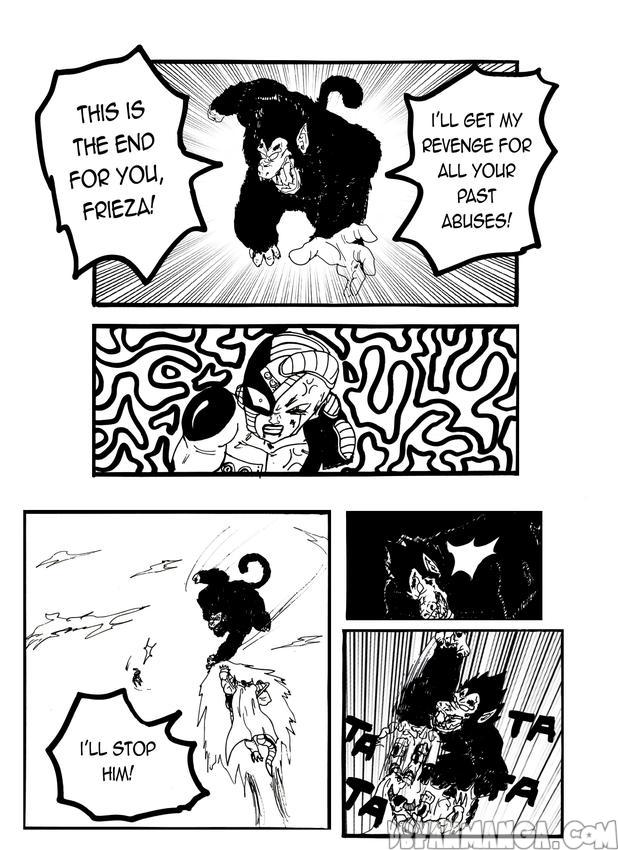 THIS IS
THE END
FOR YOU,
FRIEZA!
I'LL GET MY
REVENGE FOR
ALL YOUR
PAST
ABUSES!
I'LL STOP
HIM!
TA
TA
TA
TA
DBFANMANGA.COM